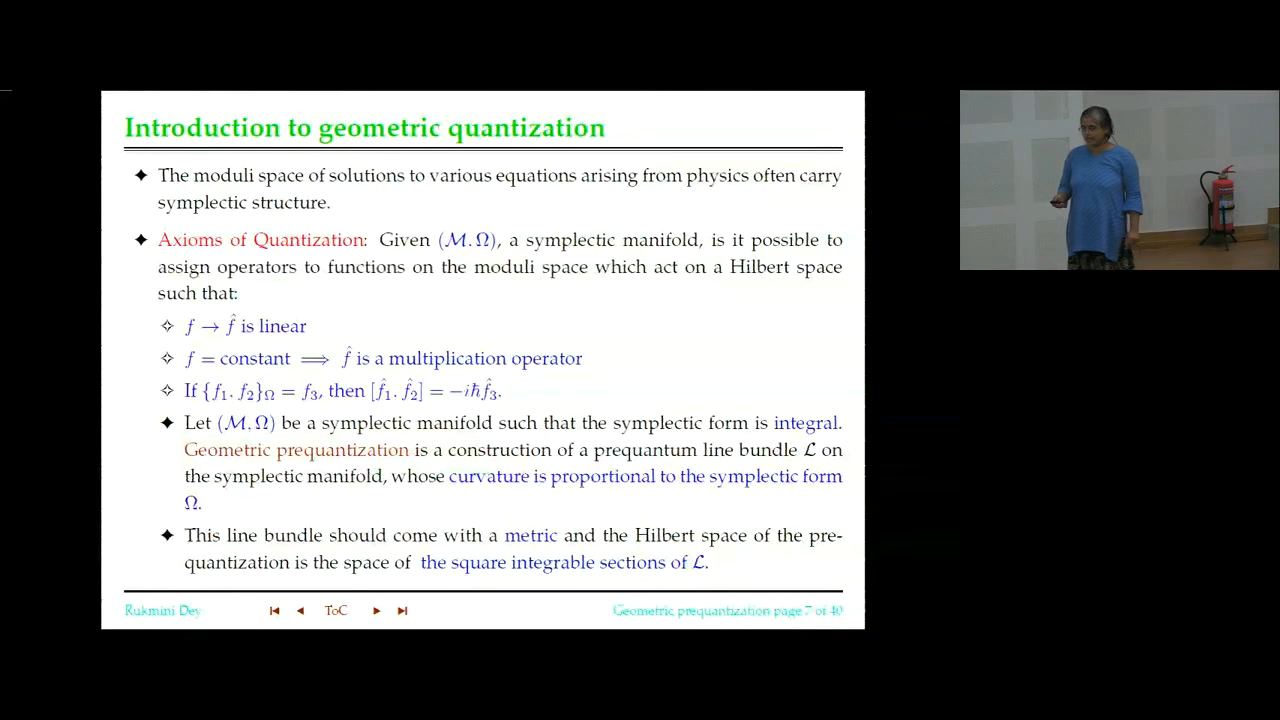 Introduction to geometric quantization
✦ The moduli space of solutions to various equations arising from physics often carry
symplectic structure.
✦ Axioms of Quantization: Given (ℳ.Ω), a symplectic manifold, is it possible to
assign operators to functions on the moduli space which act on a Hilbert space
such that:
✧ f → f̂ is linear
✧ f = constant ⟹ f̂ is a multiplication operator
✧ If {f₁. f₂}_Ω = f₃, then [f̂₁. f̂₂] = −iℏf̂₃.
✦ Let (ℳ.Ω) be a symplectic manifold such that the symplectic form is integral.
Geometric prequantization is a construction of a prequantum line bundle ℒ on
the symplectic manifold, whose curvature is proportional to the symplectic form
Ω.
✦ This line bundle should come with a metric and the Hilbert space of the pre-
quantization is the space of the square integrable sections of ℒ.
Rukmini Dey ToC Geometric prequantization page 7 of 40